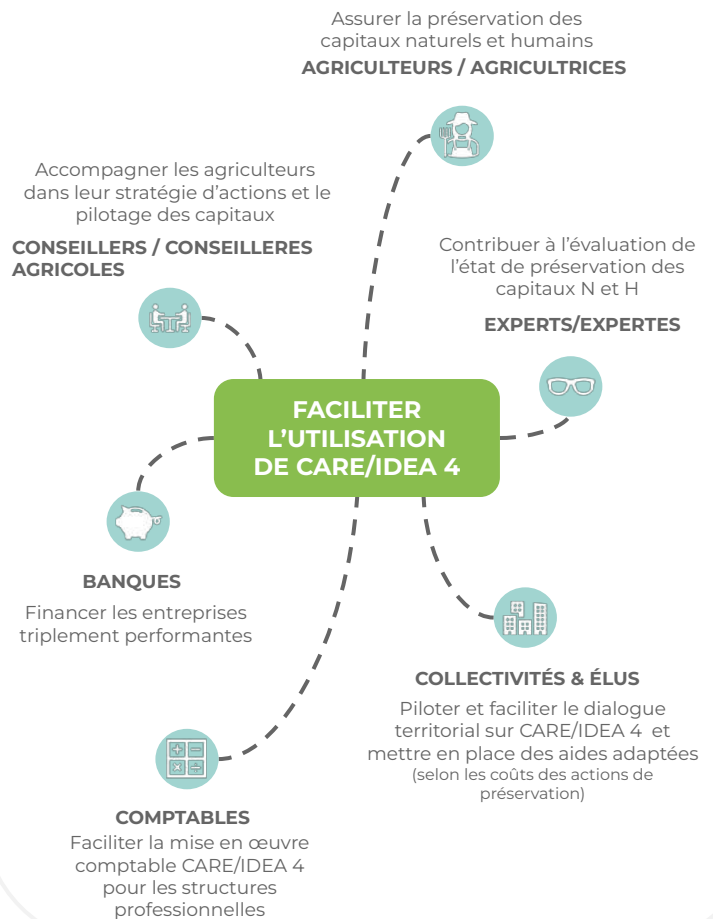 Assurer la préservation des
capitaux naturels et humains
AGRICULTEURS / AGRICULTRICES
Accompagner les agriculteurs
dans leur stratégie d'actions et le
pilotage des capitaux
CONSEILLERS / CONSEILLERES
AGRICOLES
Contribuer à l'évaluation de
l'état de préservation des
capitaux N et H
EXPERTS/EXPERTES
FACILITER
L'UTILISATION
DE CARE/IDEA 4
BANQUES
Financer les entreprises
triplement performantes
COLLECTIVITÉS & ÉLUS
Piloter et faciliter le dialogue
territorial sur CARE/IDEA 4 et
mettre en place des aides adaptées
(selon les coûts des actions de
préservation)
COMPTABLES
Faciliter la mise en œuvre
comptable CARE/IDEA 4
pour les structures
professionnelles